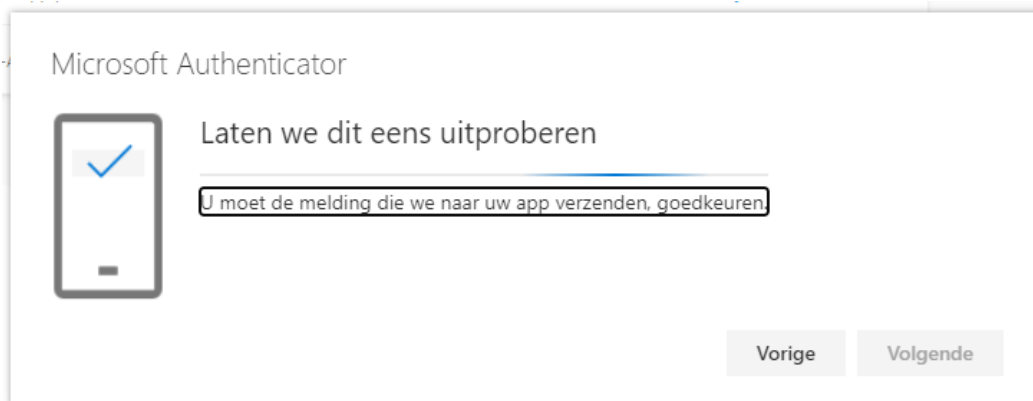 Microsoft Authenticator
Laten we dit eens uitproberen
U moet de melding die we naar uw app verzenden, goedkeuren.
Vorige
Volgende